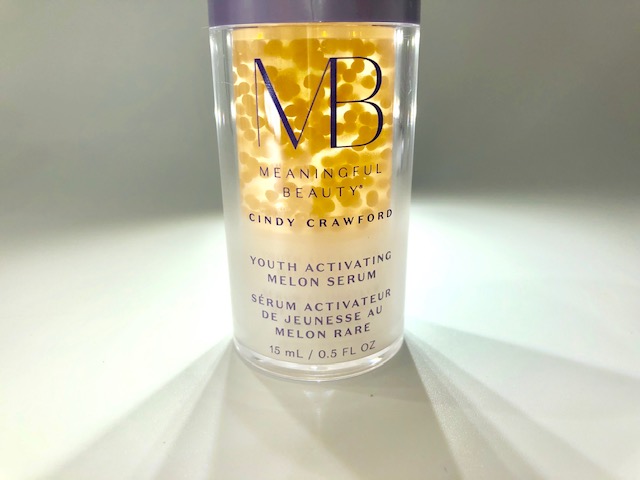 MB
MEANINGFUL
BEAUTY®
CINDY CRAWFORD
YOUTH ACTIVATING
MELON SERUM
SÉRUM ACTIVATEUR
DE JEUNESSE AU
MELON RARE
15 mL / 0.5 FL OZ